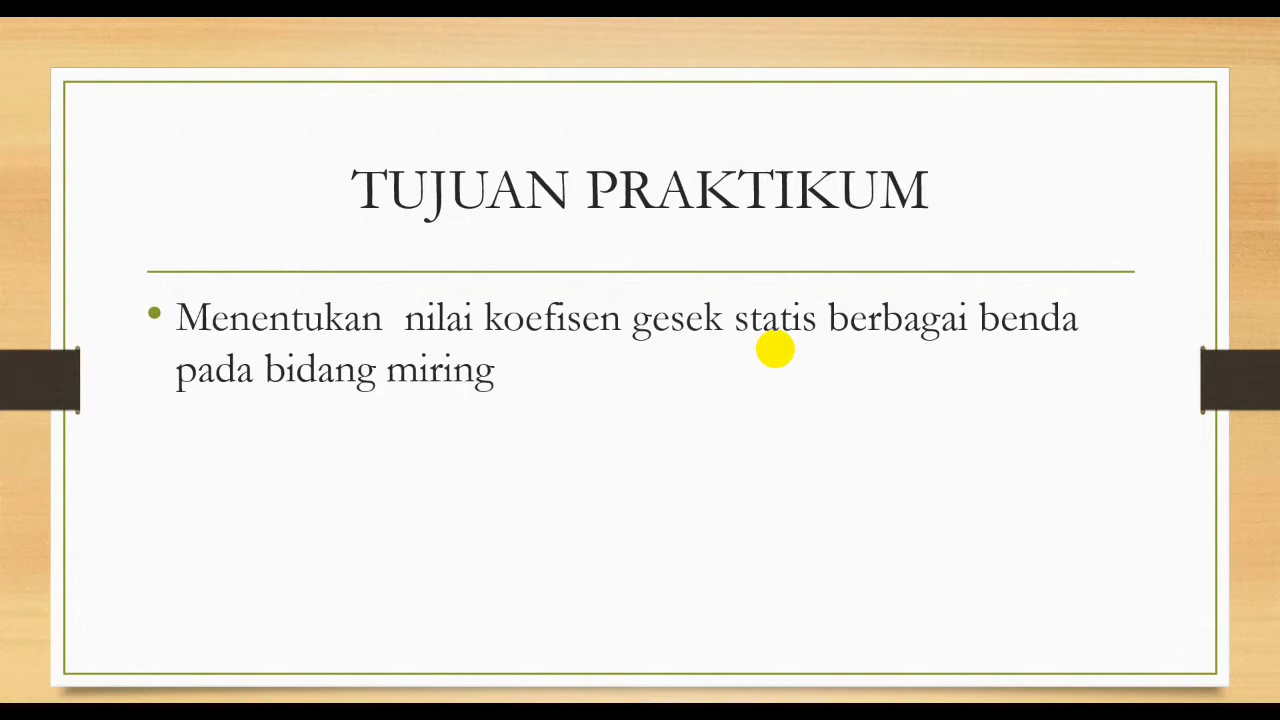 TUJUAN PRAKTIKUM
• Menentukan  nilai koefisen gesek statis berbagai benda
pada bidang miring